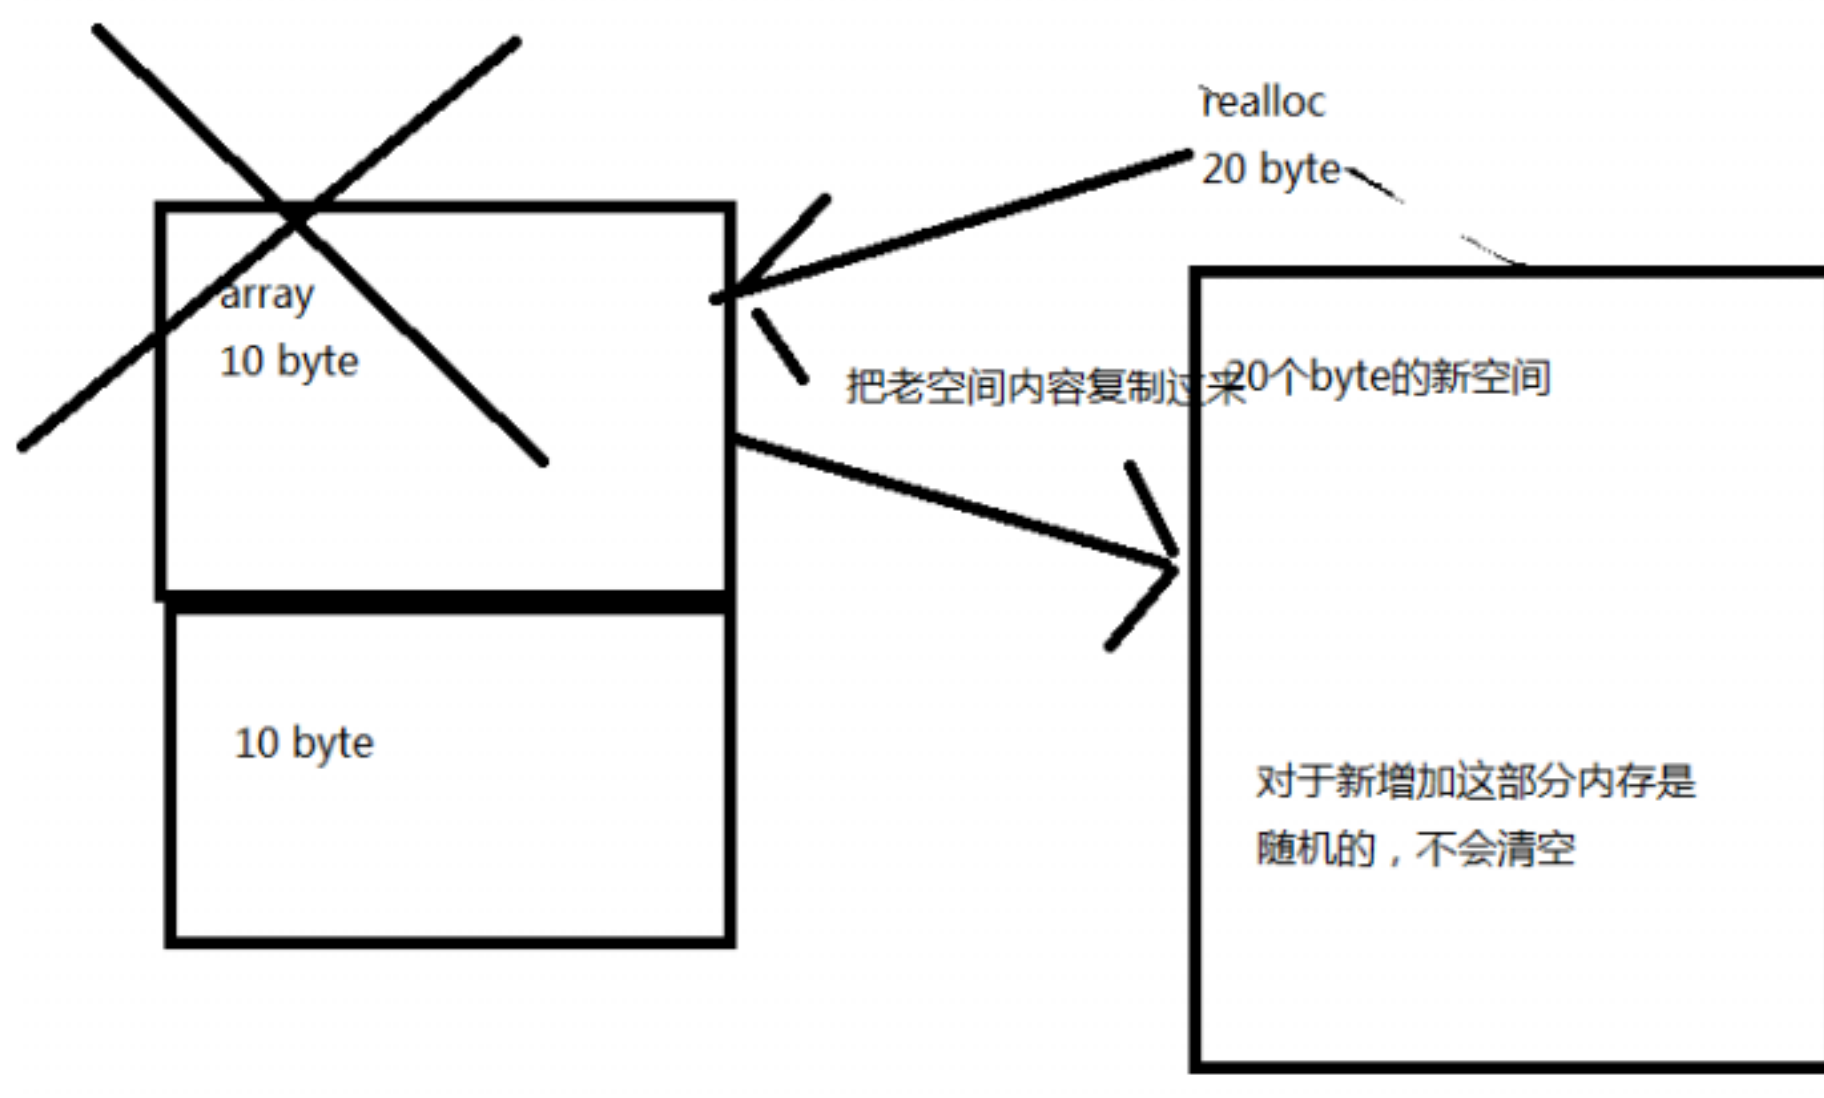 realloc
20 byte
array
10 byte
把老空间内容复制过来
20个byte的新空间
10 byte
对于新增加这部分内存是
随机的，不会清空